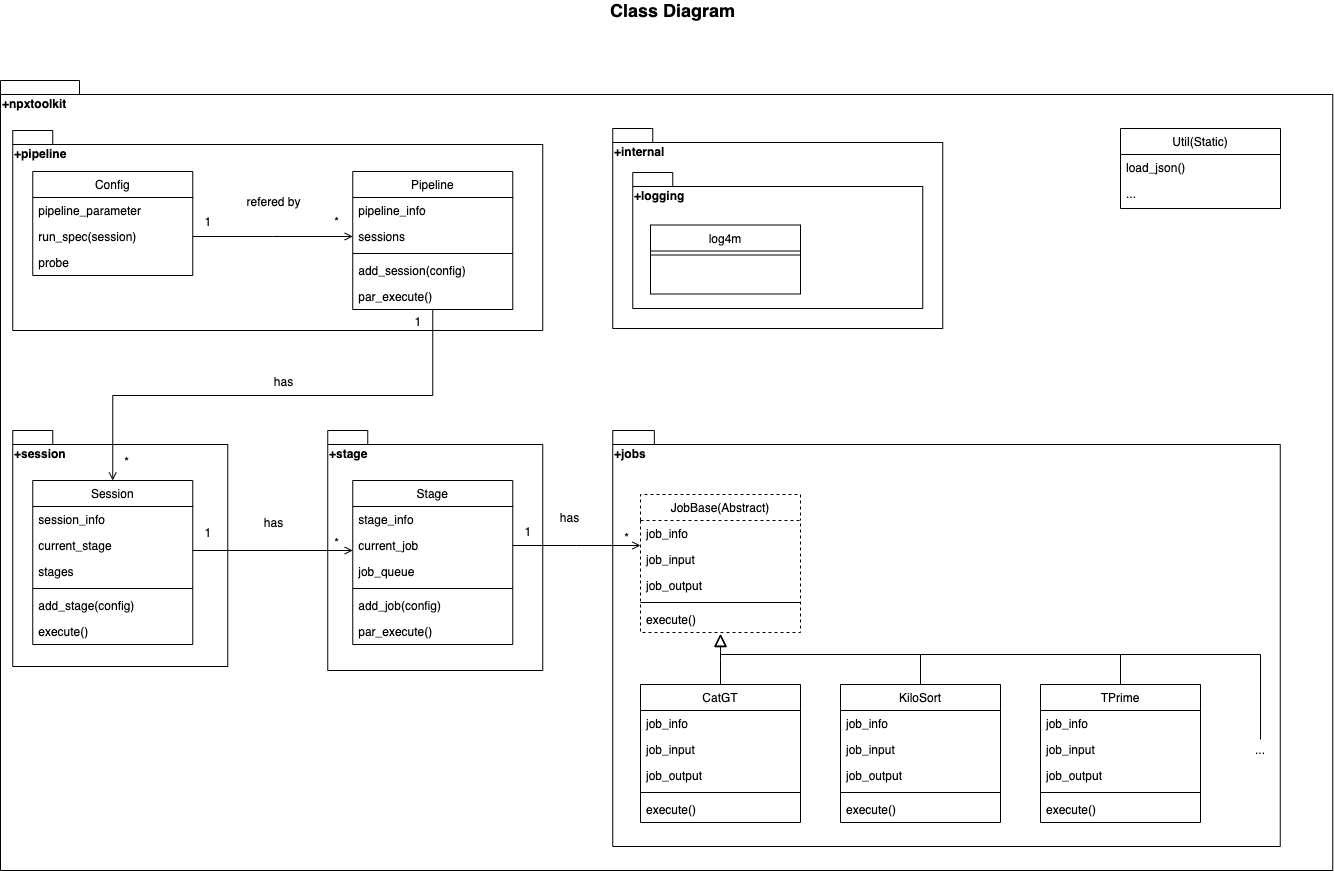 Class Diagram
+npxtoolkit
+pipeline
Config
pipeline_parameter
run_spec(session)
probe
refered by
1
*
Pipeline
pipeline_info
sessions
add_session(config)
par_execute()
1
has
*
+internal
+logging
log4m
Util(Static)
load_json()
...
+session
Session
session_info
current_stage
stages
add_stage(config)
execute()
1
has
*
+stage
Stage
stage_info
current_job
job_queue
add_job(config)
par_execute()
1
has
*
+jobs
JobBase(Abstract)
job_info
job_input
job_output
execute()
CatGT
job_info
job_input
job_output
execute()
KiloSort
job_info
job_input
job_output
execute()
TPrime
job_info
job_input
job_output
execute()
...